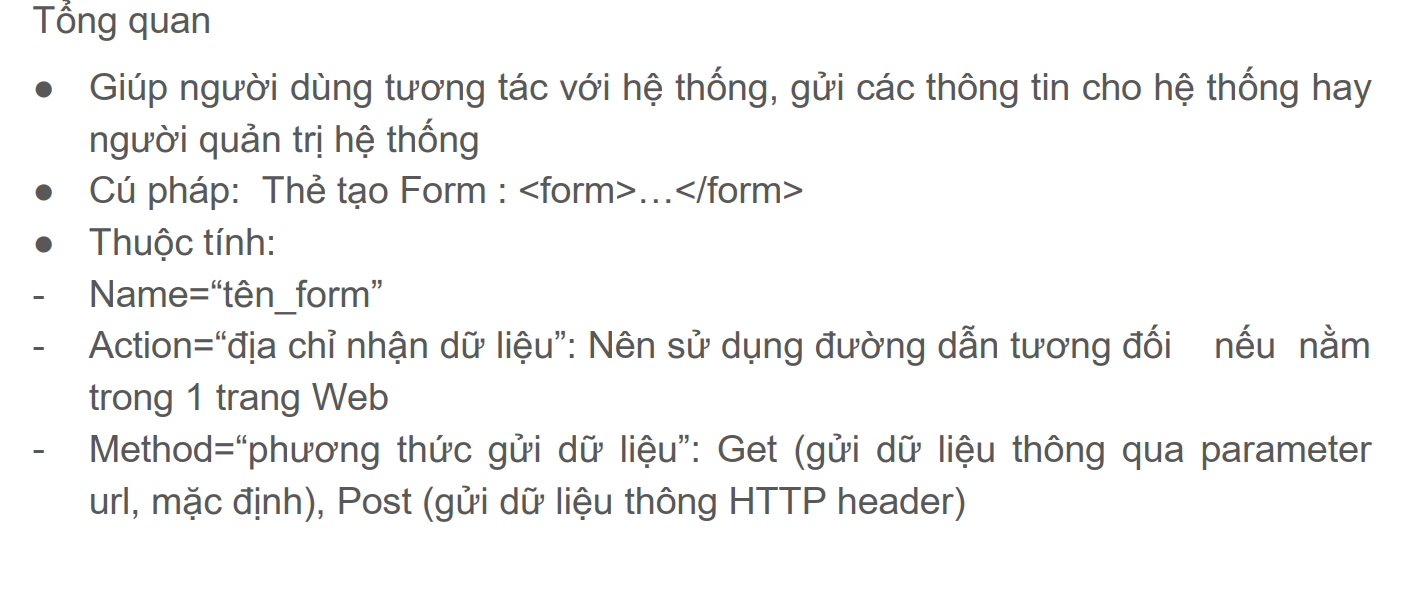 Tổng quan
● Giúp người dùng tương tác với hệ thống, gửi các thông tin cho hệ thống hay
người quản trị hệ thống
● Cú pháp: Thẻ tạo Form : <form>…</form>
● Thuộc tính:
- Name=“tên_form”
- Action=“địa chỉ nhận dữ liệu”: Nên sử dụng đường dẫn tương đối nếu nằm
trong 1 trang Web
- Method=“phương thức gửi dữ liệu”: Get (gửi dữ liệu thông qua parameter
url, mặc định), Post (gửi dữ liệu thông HTTP header)